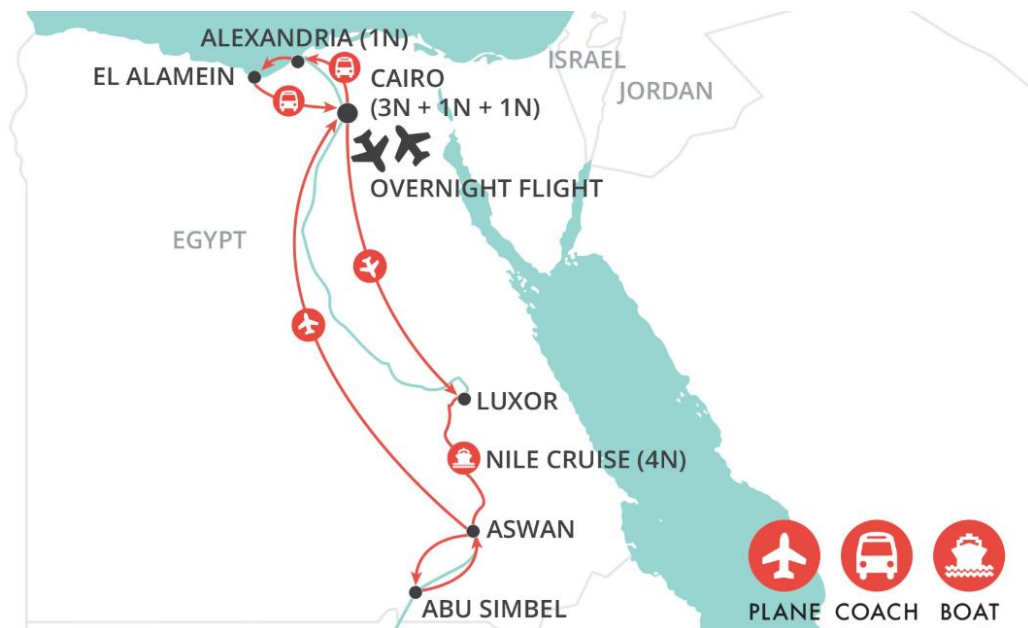 ALEXANDRIA (1N)
EL ALAMEIN
CAIRO
(3N + 1N + 1N)
ISRAEL
JORDAN
OVERNIGHT FLIGHT
EGYPT
LUXOR
NILE CRUISE (4N)
ASWAN
ABU SIMBEL
PLANE COACH BOAT